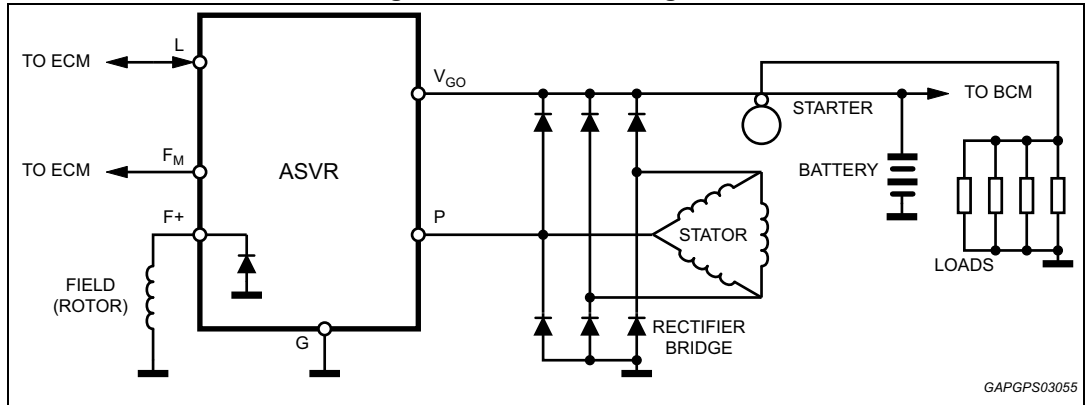 L
TO ECM
V_GO
TO BCM
STARTER
F_M
TO ECM
ASVR
BATTERY
F+
P
STATOR
LOADS
FIELD
(ROTOR)
G
RECTIFIER
BRIDGE
GAPGPS03055